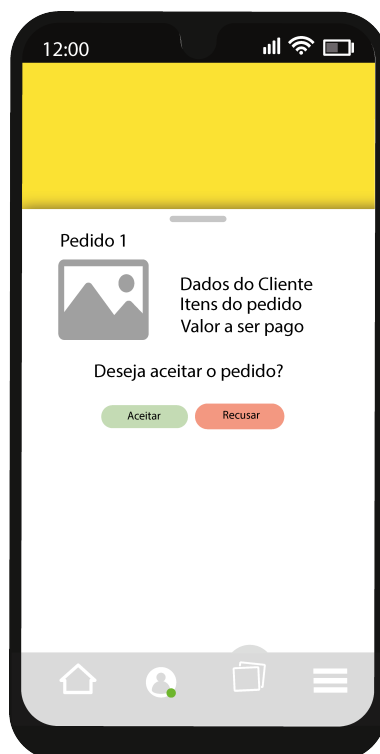 12:00
Pedido 1
Dados do Cliente
Itens do pedido
Valor a ser pago
Deseja aceitar o pedido?
Aceitar
Recusar